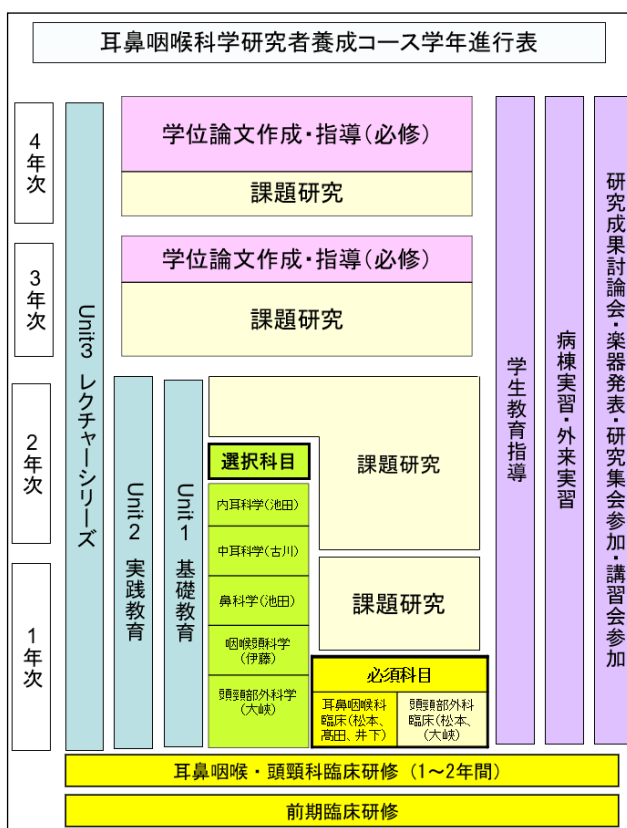 耳鼻咽喉科学研究者養成コース学年進行表
4年次
学位論文作成・指導(必修)
課題研究
3年次
学位論文作成・指導(必修)
課題研究
2年次
1年次
Unit3 レクチャーシリーズ
Unit2 実践教育
Unit1 基礎教育
選択科目
内耳科学(池田)
中耳科学(古川)
鼻科学(池田)
咽喉頭科学
(伊藤)
頭頸部外科学
(大峡)
課題研究
課題研究
必須科目
耳鼻咽喉科
臨床(松本、
髙田、井下)
頭頸部外科
臨床(松本、
(大峡)
学生教育指導
病棟実習・外来実習
研究成果討論会・楽器発表・研究集会参加・講習会参加
耳鼻咽喉・頭頸科臨床研修 (1〜2年間)
前期臨床研修